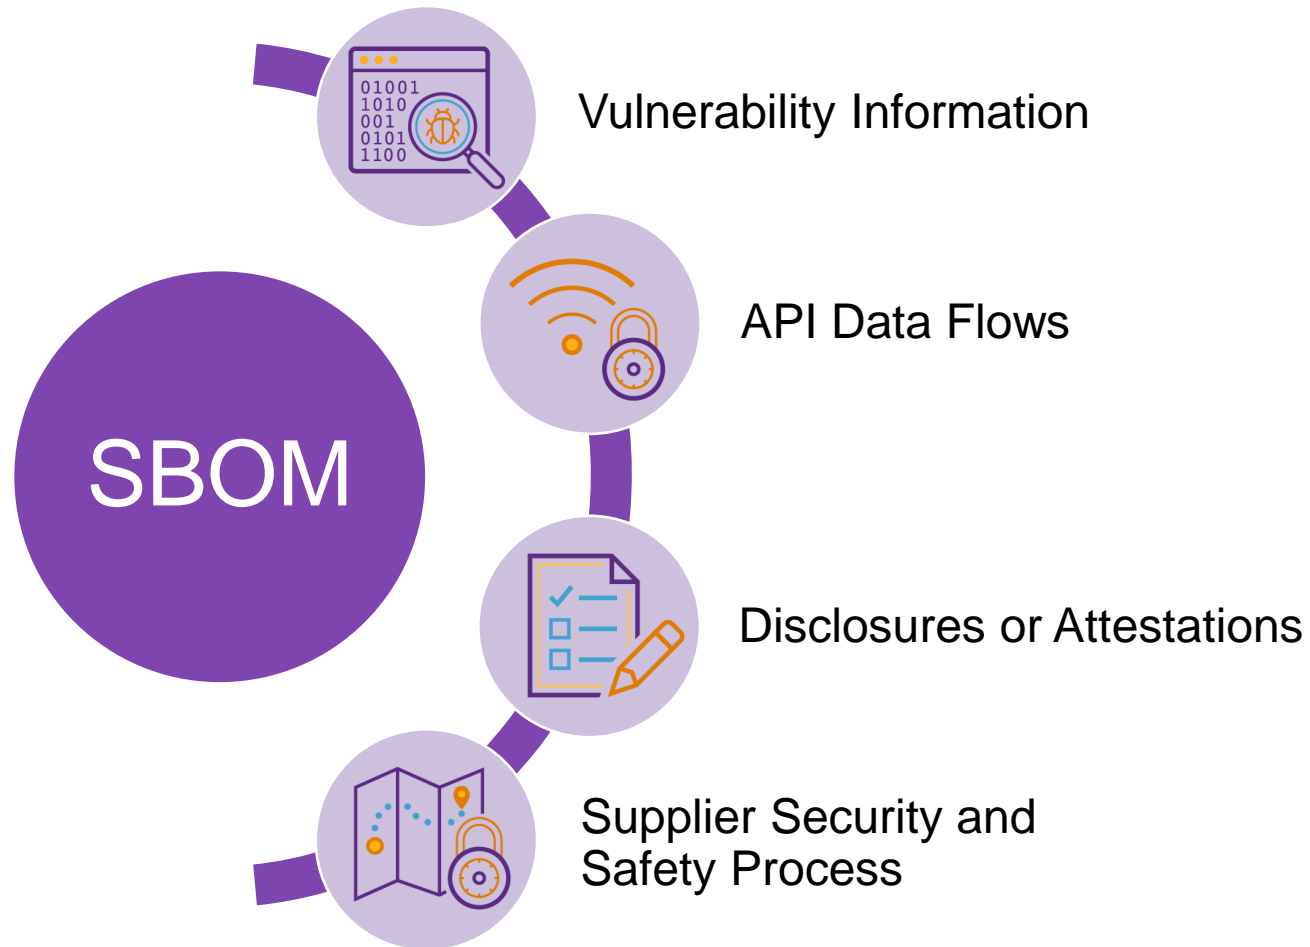 01001
1010
001
0101
1100
Vulnerability Information
API Data Flows
SBOM
Disclosures or Attestations
Supplier Security and
Safety Process